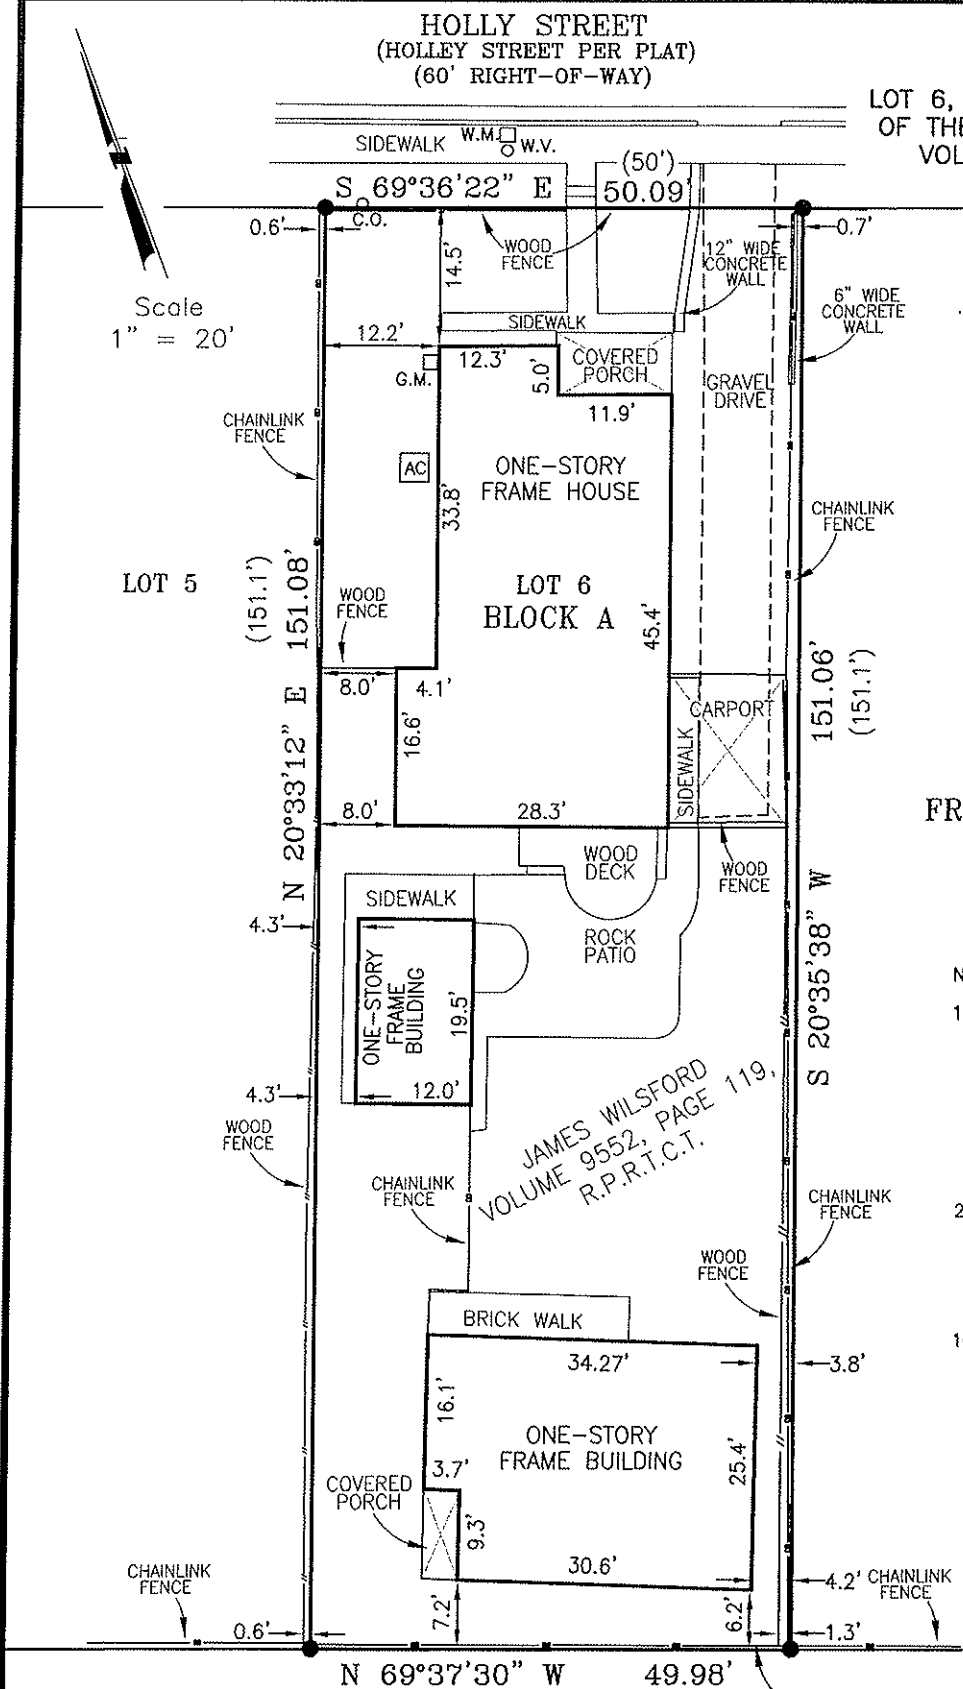 HOLLY STREET
(HOLLEY STREET PER PLAT)
(60' RIGHT-OF-WAY)
LOT 6,
OF THE
VOL
SIDEWALK
W.M.
W.V.
(50')
S 69°36'22" E 50.09'
0.6'
C.O.
0.7'
WOOD
FENCE
14.5'
12" WIDE
CONCRETE
WALL
6" WIDE
CONCRETE
WALL
Scale
1" = 20'
SIDEWALK
12.2'
12.3'
5.0'
COVERED
PORCH
G.M.
11.9'
GRAVEL
DRIVE
CHAINLINK
FENCE
AC
ONE-STORY
FRAME HOUSE
33.8'
CHAINLINK
FENCE
LOT 5
(151.1')
151.08'
WOOD
FENCE
LOT 6
BLOCK A
45.4'
151.06'
(151.1')
8.0'
4.1'
CARPORT
SIDEWALK
16.6'
N 20°33'12" E
8.0'
28.3'
FR
WOOD
DECK
WOOD
FENCE
SIDEWALK
4.3'
ROCK
PATIO
S 20°35'38" W
ONE-STORY
FRAME
BUILDING
19.5'
N
1
4.3'
12.0'
JAMES WILSFORD
VOLUME 9552, PAGE 119,
R.P.R.T.C.T.
WOOD
FENCE
CHAINLINK
FENCE
CHAINLINK
FENCE
2
WOOD
FENCE
BRICK WALK
34.27'
3.8'
1
16.1'
ONE-STORY
FRAME BUILDING
25.4'
3.7'
COVERED
PORCH
9.3'
30.6'
CHAINLINK
FENCE
4.2'
CHAINLINK
FENCE
7.2'
6.2'
0.6'
1.3'
N 69°37'30" W 49.98'